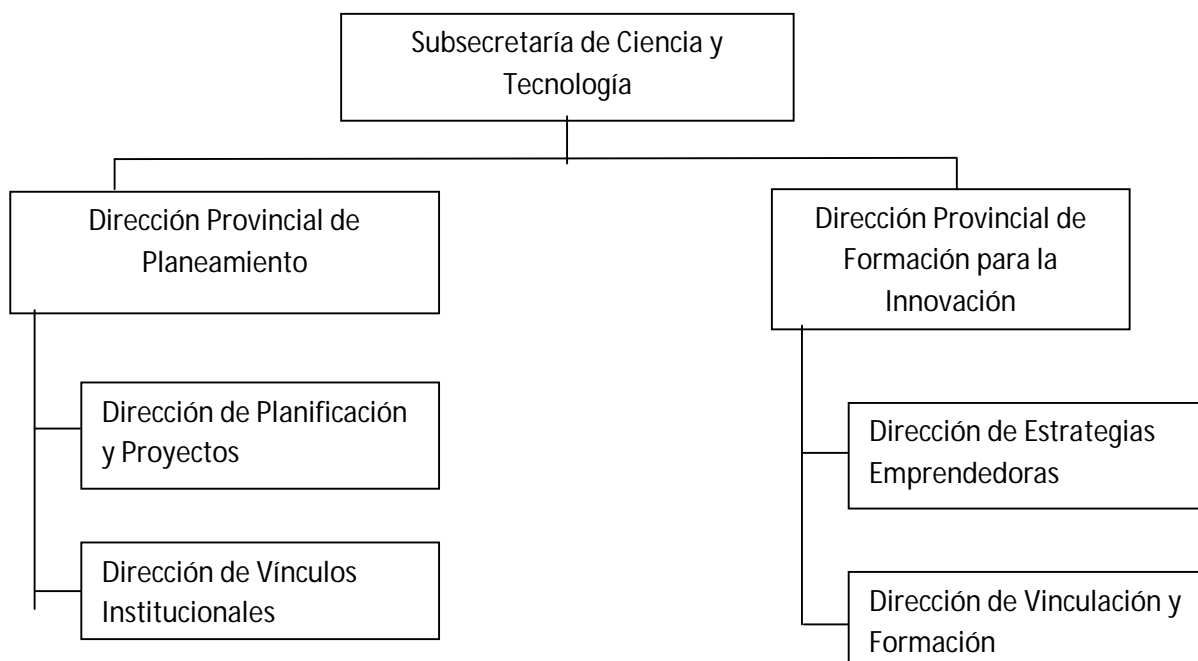 Subsecretaría de Ciencia y
Tecnología
Dirección Provincial de
Planeamiento
Dirección de Planificación
y Proyectos
Dirección de Vínculos
Institucionales
Dirección Provincial de
Formación para la
Innovación
Dirección de Estrategias
Emprendedoras
Dirección de Vinculación y
Formación